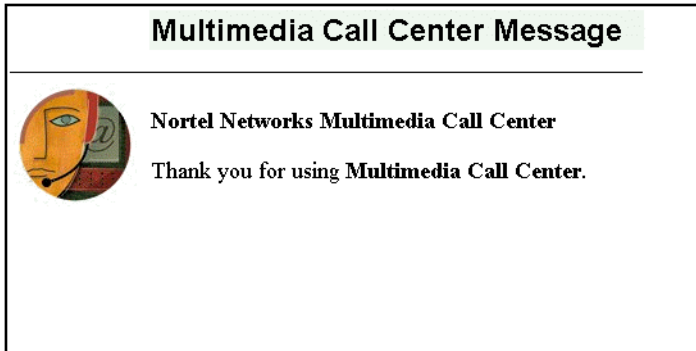 Multimedia Call Center Message
@
Nortel Networks Multimedia Call Center
Thank you for using Multimedia Call Center.